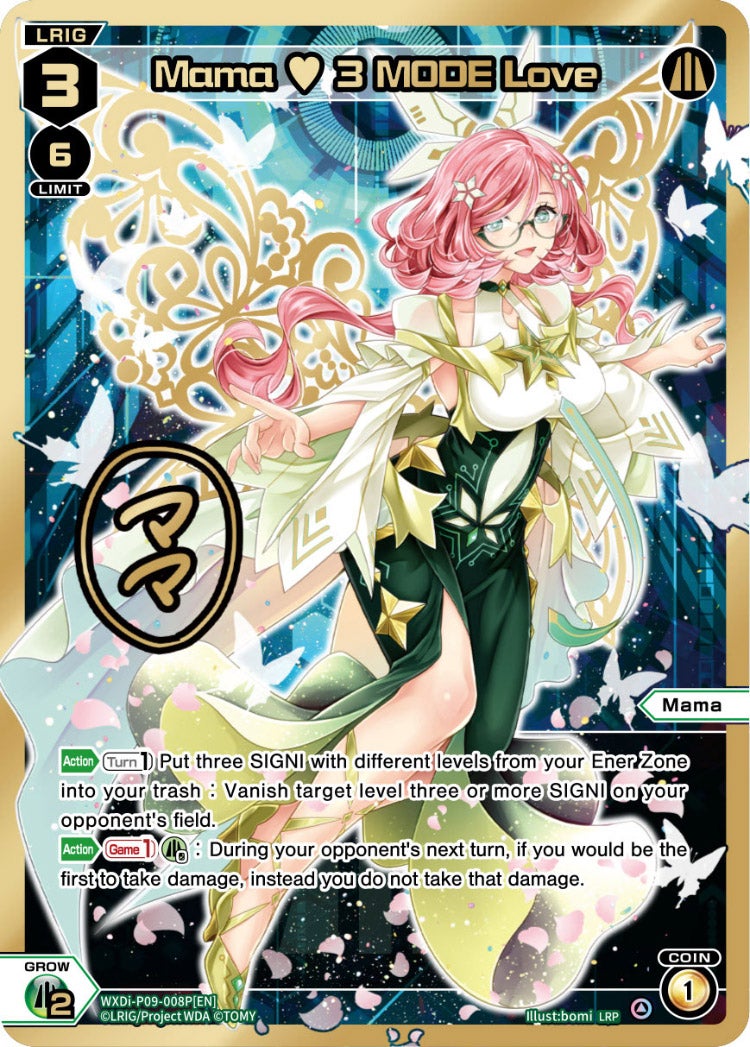 LRIG
3
Mama ♥ 3 MODE Love
6
LIMIT
ママ
Mama
Action Turn 1 Put three SIGNI with different levels from your Ener Zone
into your trash : Vanish target level three or more SIGNI on your
opponent's field.
Action Game 1 0 : During your opponent's next turn, if you would be the
first to take damage, instead you do not take that damage.
GROW
2
COIN
1
WXDi-P09-008P[EN]
©LRIG/Project WDA ©TOMY
Illust:bomi LRP